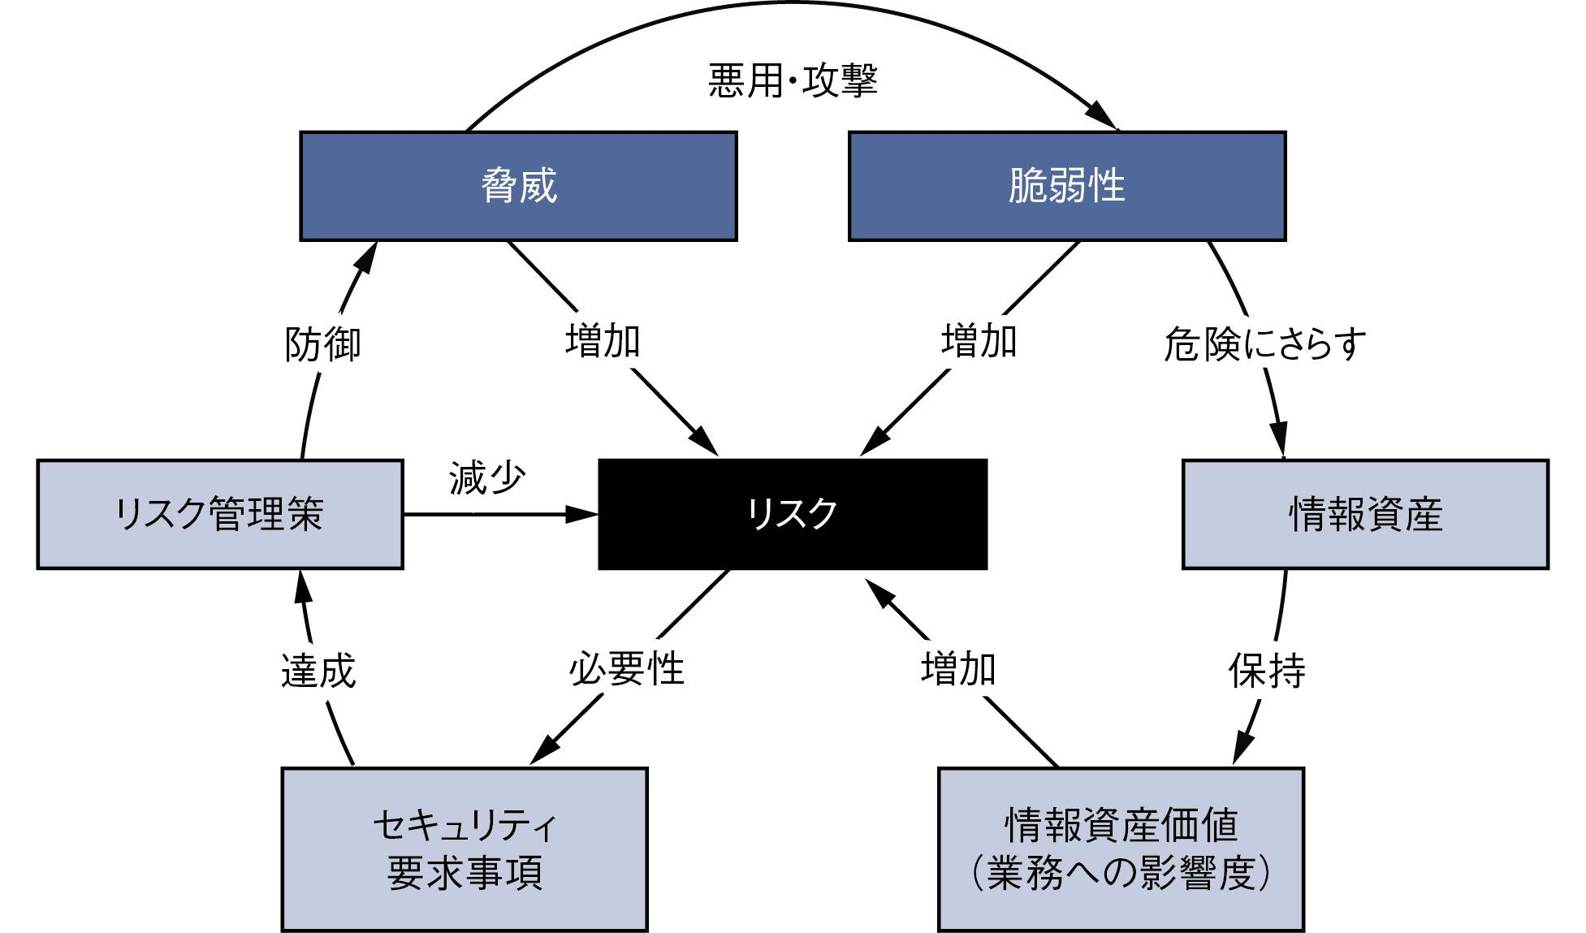 悪用・攻撃
脅威
脆弱性
防御
増加
増加
危険にさらす
リスク管理策
減少
リスク
情報資産
達成
必要性
増加
保持
セキュリティ
要求事項
情報資産価値
（業務への影響度）